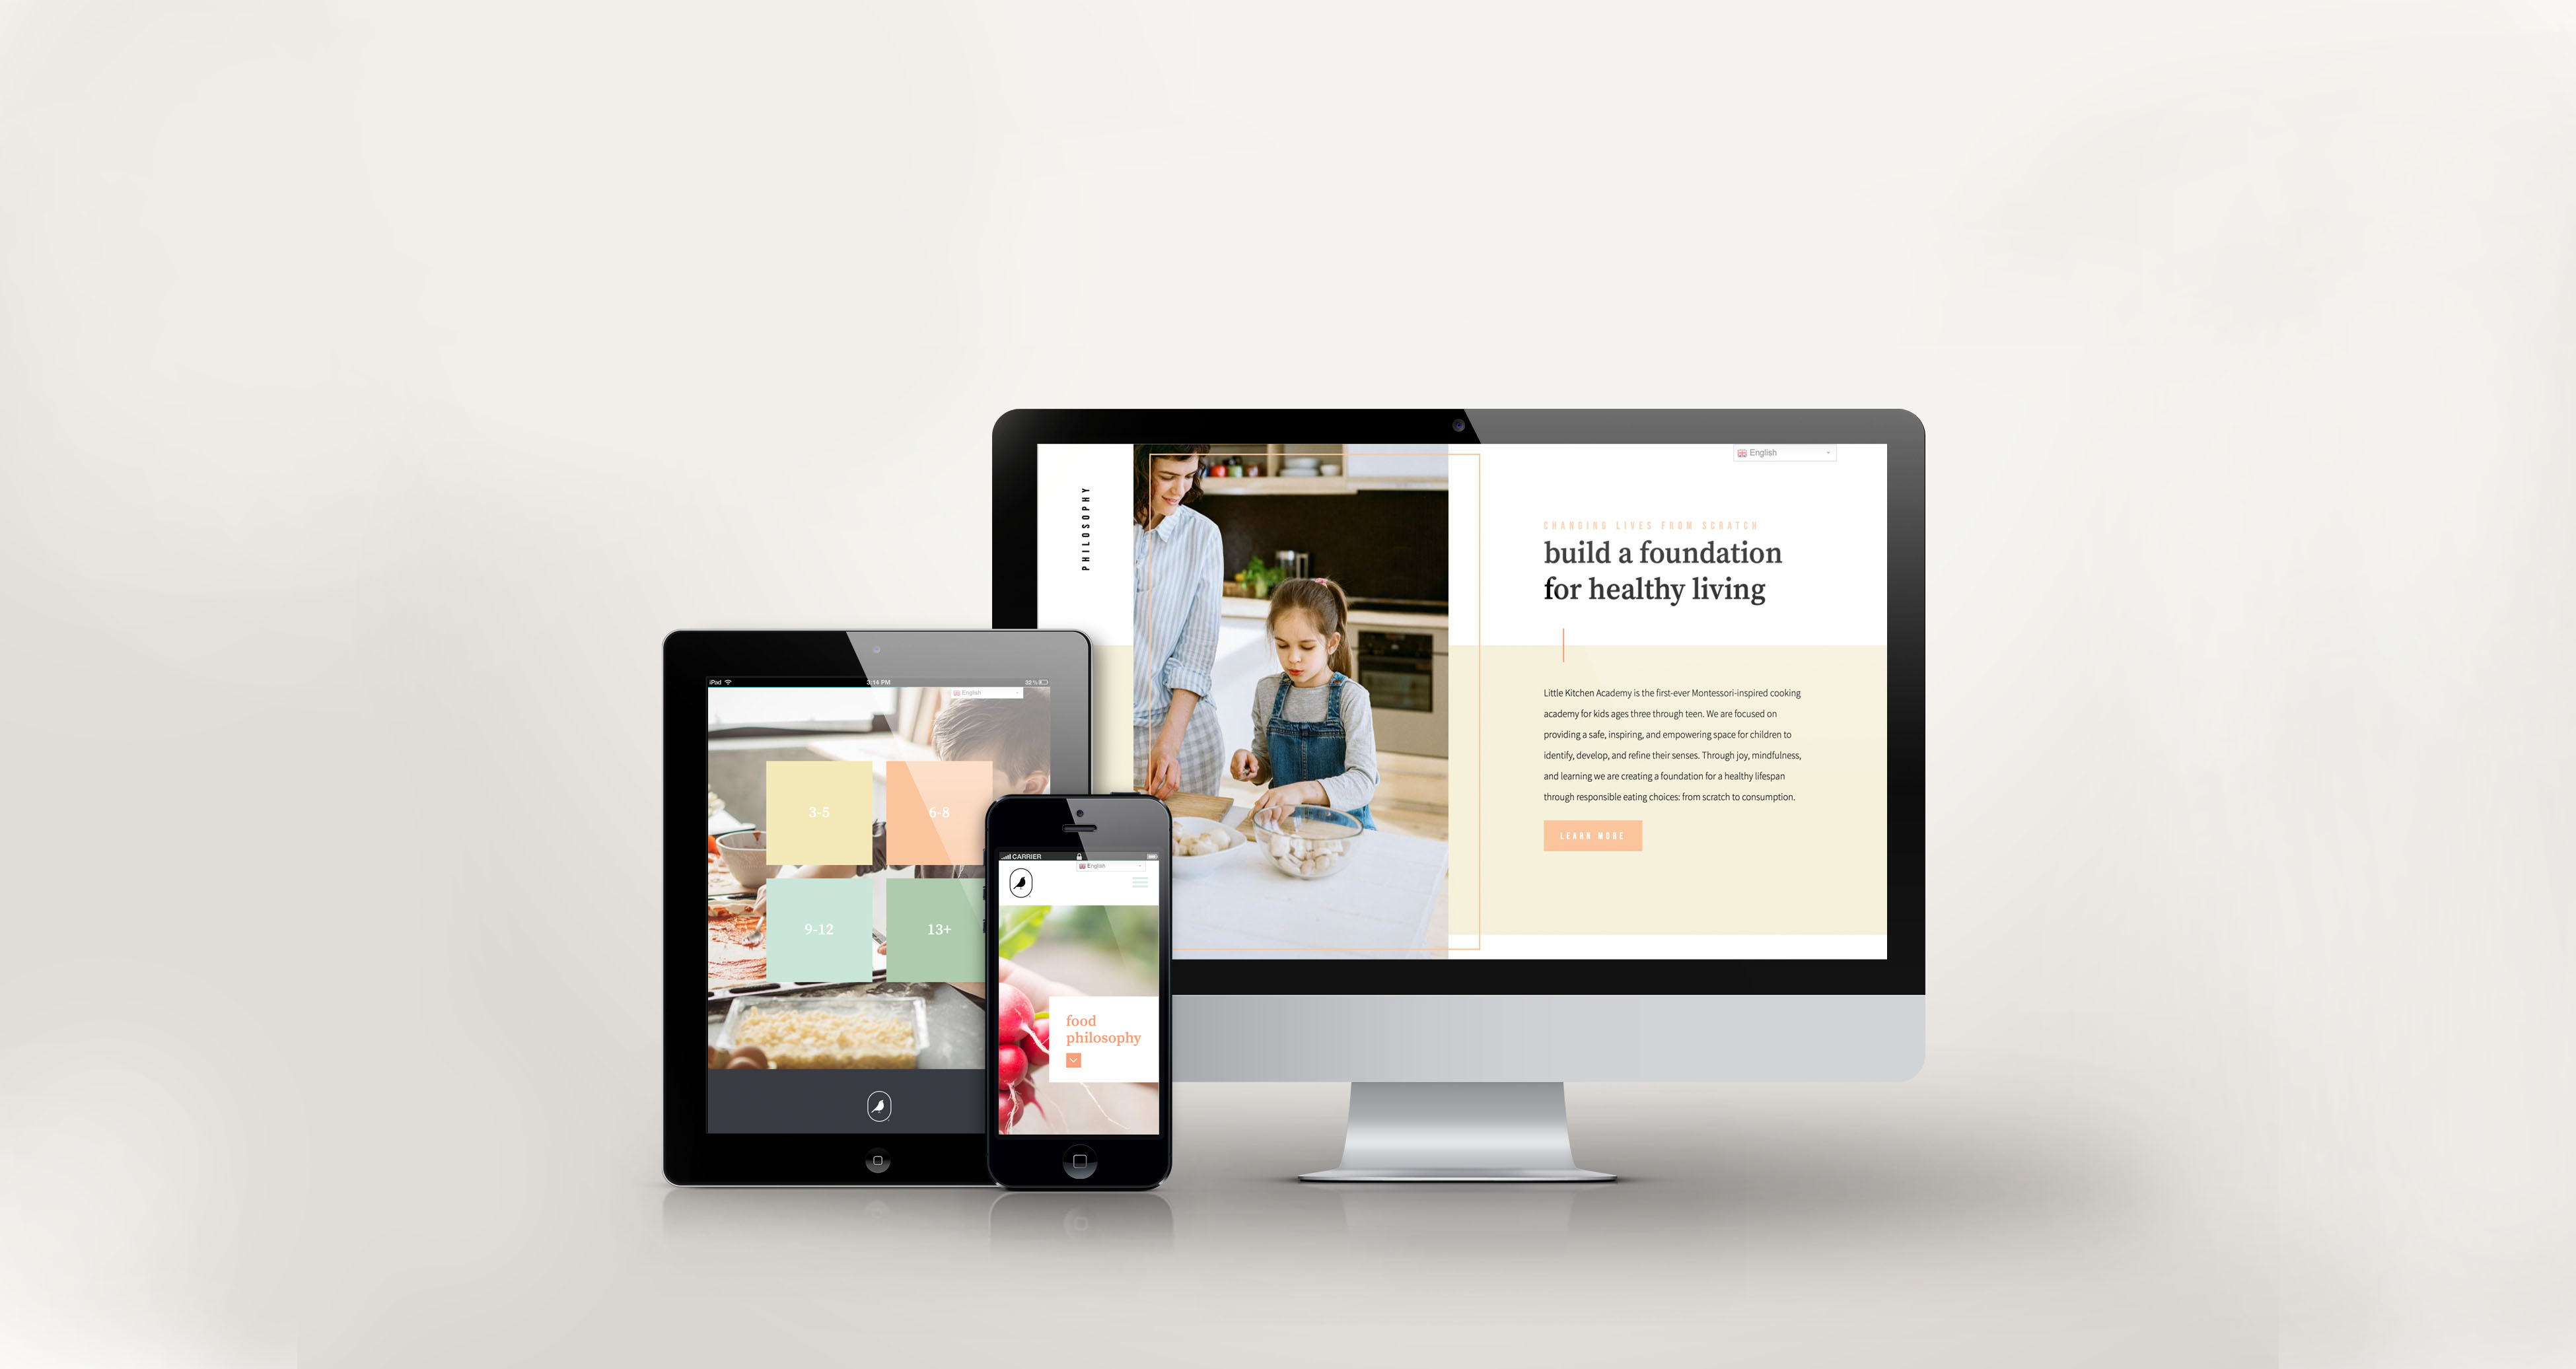 English
PHILOSOPHY
CHANGING LIVES FROM SCRATCH
build a foundation
for healthy living
Little Kitchen Academy is the first-ever Montessori-inspired cooking
academy for kids ages three through teen. We are focused on
providing a safe, inspiring, and empowering space for children to
identify, develop, and refine their senses. Through joy, mindfulness,
and learning we are creating a foundation for a healthy lifespan
through responsible eating choices: from scratch to consumption.
LEARN MORE
iPad
3:14 PM
32%
English
3-5
6-8
9-12
13+
CARRIER
English
food
philosophy